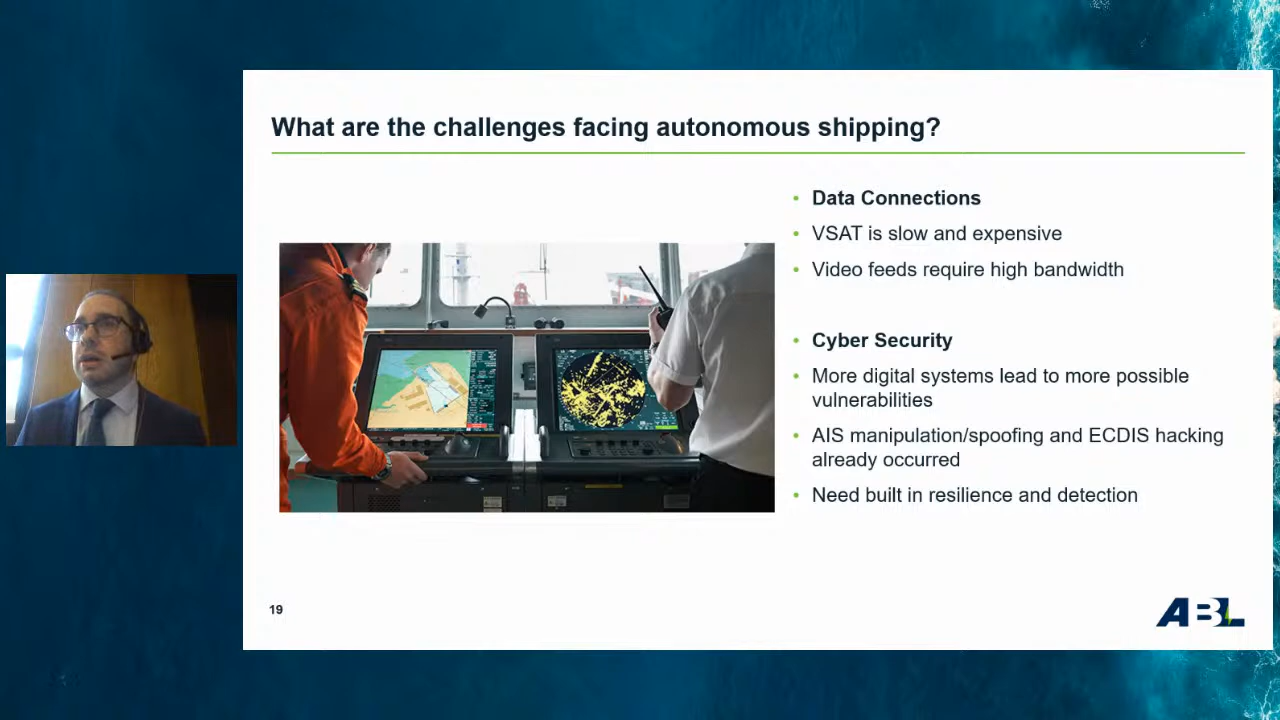 What are the challenges facing autonomous shipping?
• Data Connections
• VSAT is slow and expensive
• Video feeds require high bandwidth
• Cyber Security
• More digital systems lead to more possible
vulnerabilities
• AIS manipulation/spoofing and ECDIS hacking
already occurred
• Need built in resilience and detection
19
ABL